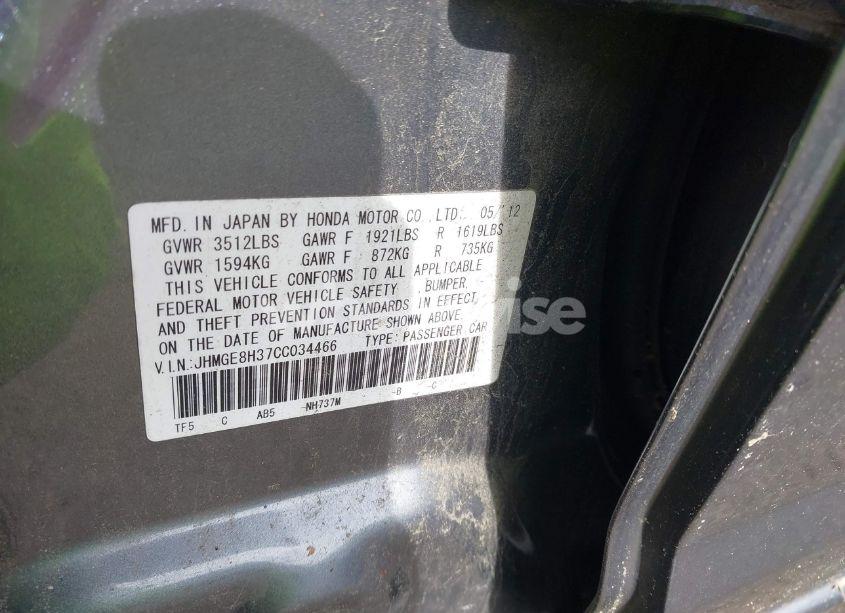 MFD. IN JAPAN BY HONDA MOTOR CO.,LTD. 05/12
GVWR 3512LBS GAWR F 1921LBS R 1619LBS
GVWR 1594KG GAWR F 872KG R 735KG
THIS VEHICLE CONFORMS TO ALL APPLICABLE
FEDERAL MOTOR VEHICLE SAFETY ,BUMPER,
AND THEFT PREVENTION STANDARDS IN EFFECT
ON THE DATE OF MANUFACTURE SHOWN ABOVE.
V.I.N.:JHMGE8H37CC034466 TYPE:PASSENGER CAR
TF5 C AB5 NH737M -B -C